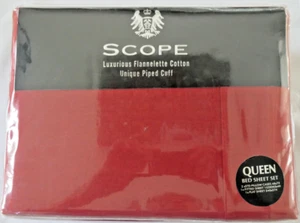 SCOPE
Luxurious Flannelette Cotton
Unique Piped Cuff
QUEEN
BED SHEET SET